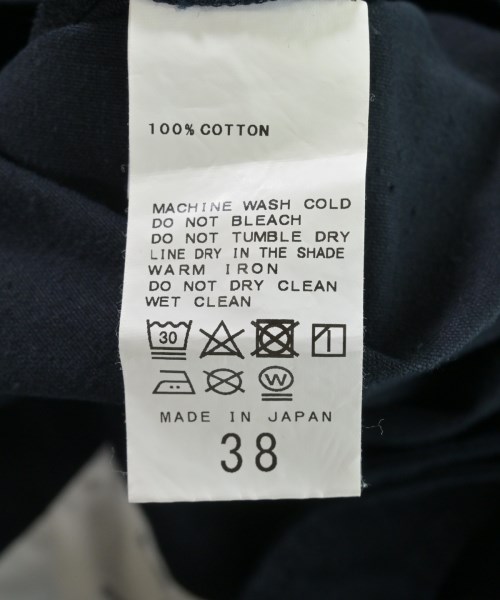 100% COTTON
MACHINE WASH COLD
DO NOT BLEACH
DO NOT TUMBLE DRY
LINE DRY IN THE SHADE
WARM IRON
DO NOT DRY CLEAN
WET CLEAN
30
W
MADE IN JAPAN
38